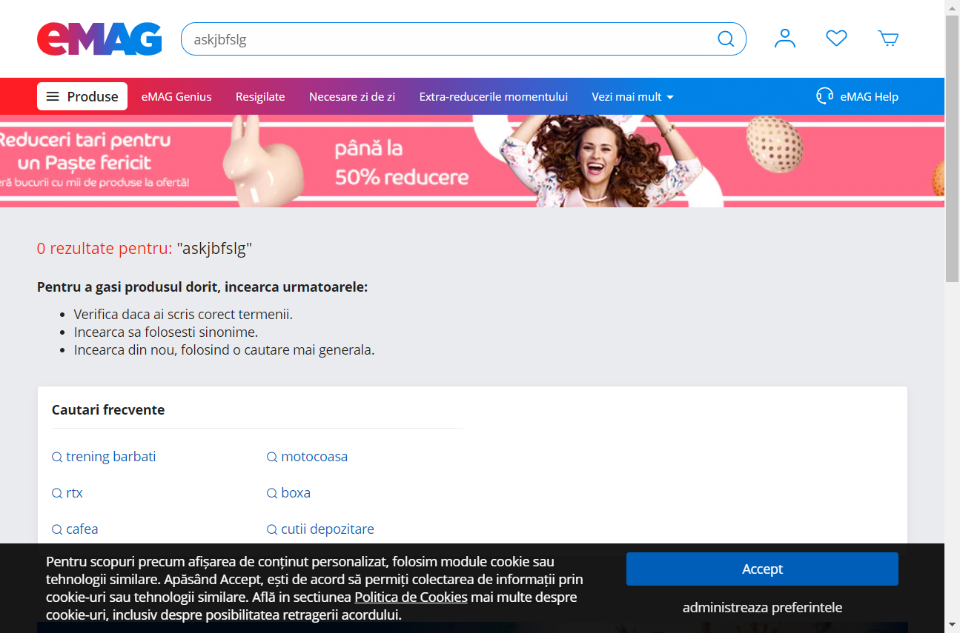 eMAG
askjbfslg
Produse
eMAG Genius
Resigilate
Necesare zi de zi
Extra-reducerile momentului
Vezi mai mult
eMAG Help
Reduceri tari pentru
un Paște fericit
bucurii cu mii de produse la ofertă!
până la
50% reducere
0 rezultate pentru: "askjbfslg"
Pentru a gasi produsul dorit, incearca urmatoarele:
• Verifica daca ai scris corect termenii.
• Incearca sa folosesti sinonime.
• Incearca din nou, folosind o cautare mai generala.
Cautari frecvente
trening barbati
motocoasa
rtx
boxa
cafea
cutii depozitare
Pentru scopuri precum afișarea de conținut personalizat, folosim module cookie sau
tehnologii similare. Apăsând Accept, ești de acord să permiți colectarea de informații prin
cookie-uri sau tehnologii similare. Află in sectiunea Politica de Cookies mai multe despre
cookie-uri, inclusiv despre posibilitatea retragerii acordului.
Accept
administreaza preferintele